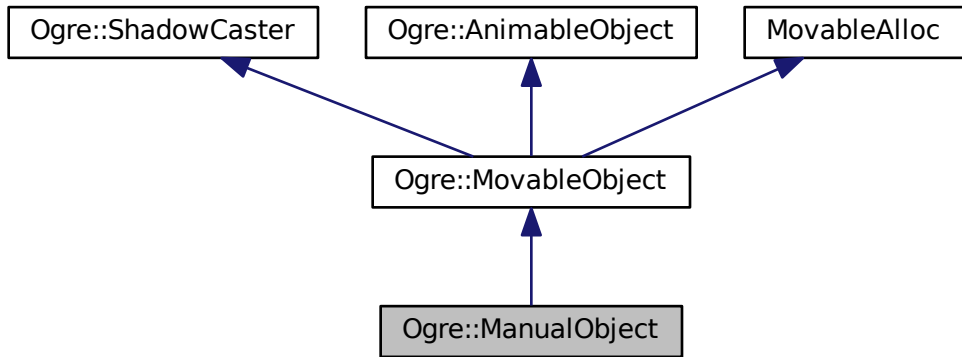 Ogre::ShadowCaster
Ogre::AnimableObject
MovableAlloc
Ogre::MovableObject
Ogre::ManualObject